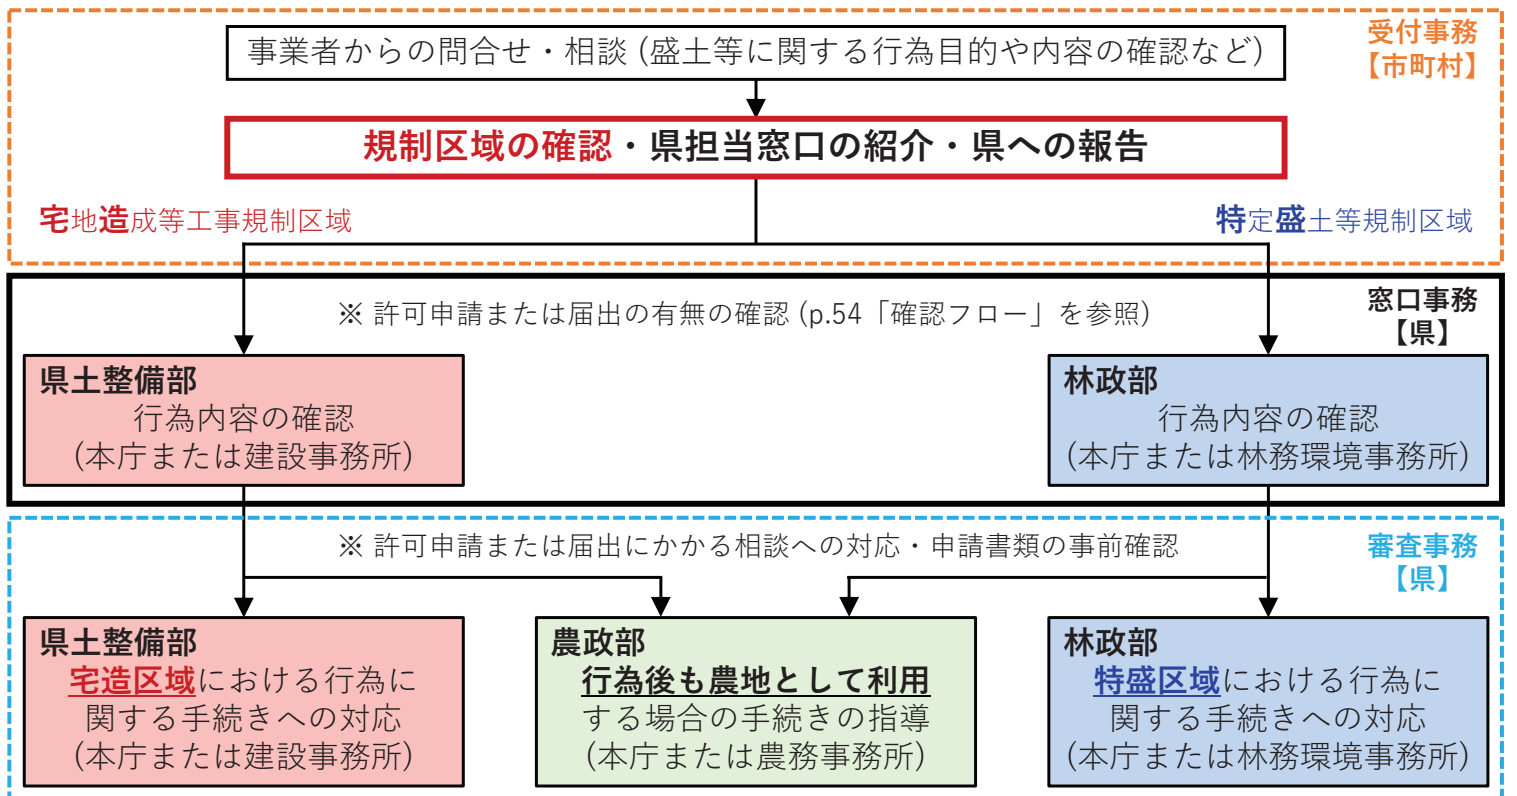 受付事務
【市町村】
事業者からの問合せ・相談 (盛土等に関する行為目的や内容の確認など)
規制区域の確認・県担当窓口の紹介・県への報告
宅地造成等工事規制区域
特定盛土等規制区域
窓口事務
【県】
※ 許可申請または届出の有無の確認 (p.54「確認フロー」を参照)
県土整備部
行為内容の確認
(本庁または建設事務所)
林政部
行為内容の確認
(本庁または林務環境事務所)
審査事務
【県】
※ 許可申請または届出にかかる相談への対応・申請書類の事前確認
県土整備部
宅造区域における行為に
関する手続きへの対応
(本庁または建設事務所)
農政部
行為後も農地として利用
する場合の手続きの指導
(本庁または農務事務所)
林政部
特盛区域における行為に
関する手続きへの対応
(本庁または林務環境事務所)